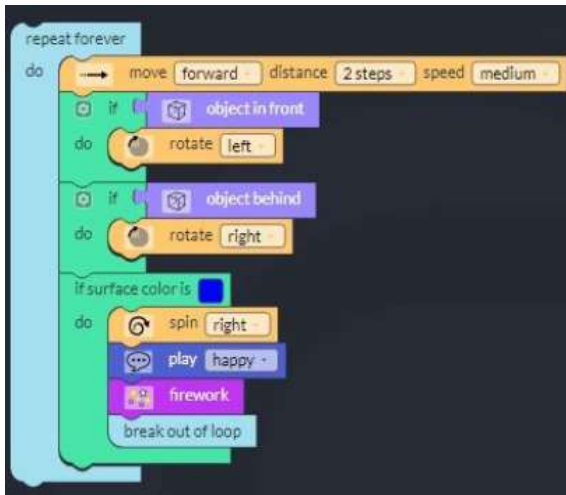 repeat forever
do move forward distance 2 steps speed medium
if object in front
do rotate left
if object behind
do rotate right
if surface color is
do spin right
play happy
firework
break out of loop